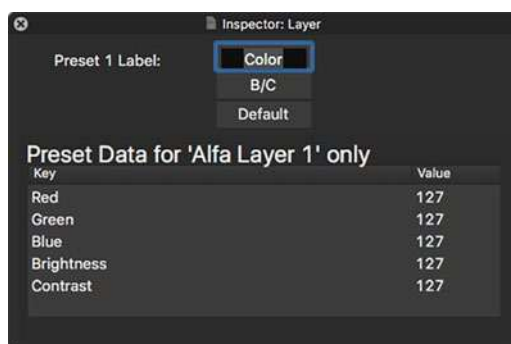 Inspector: Layer
Preset 1 Label: Color
B/C
Default
Preset Data for 'Alfa Layer 1' only
Key Value
Red 127
Green 127
Blue 127
Brightness 127
Contrast 127